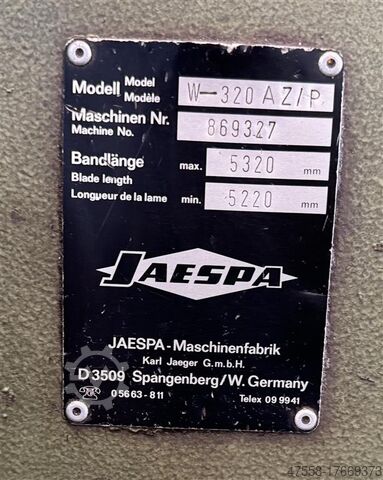 Modell Model Modèle W-320 AZ/P
Maschinen Nr. 869327
Machine No.
Bandlänge max. 5320 mm
Blade length
Longueur de la lame min. 5220 mm
JAESPA
JAESPA-Maschinenfabrik
Karl Jaeger G.m.b.H.
D 3509 Spangenberg/W. Germany
☎ 05663-811 Telex 09 9941
47558-17669373